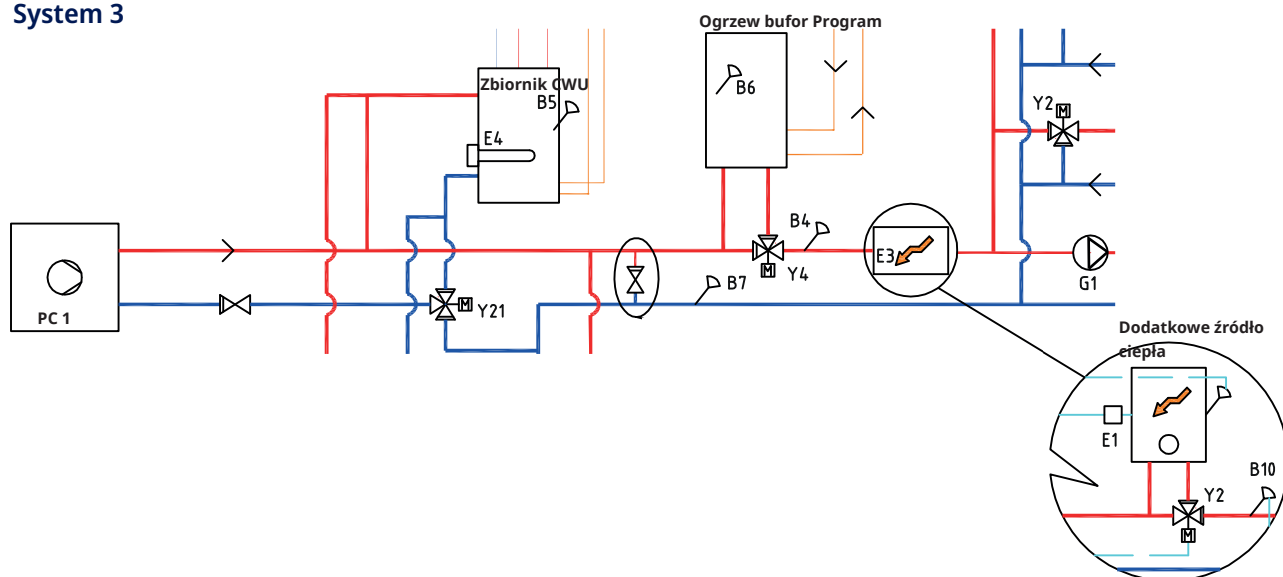 System 3
Ogrzew bufor Program
Zbiornik CWU
B5
E4
B6
Y2
M
B4
E3
Y4
M
B7
G1
PC 1
M
Y21
Dodatkowe źródło
ciepła
E1
B10
Y2
M